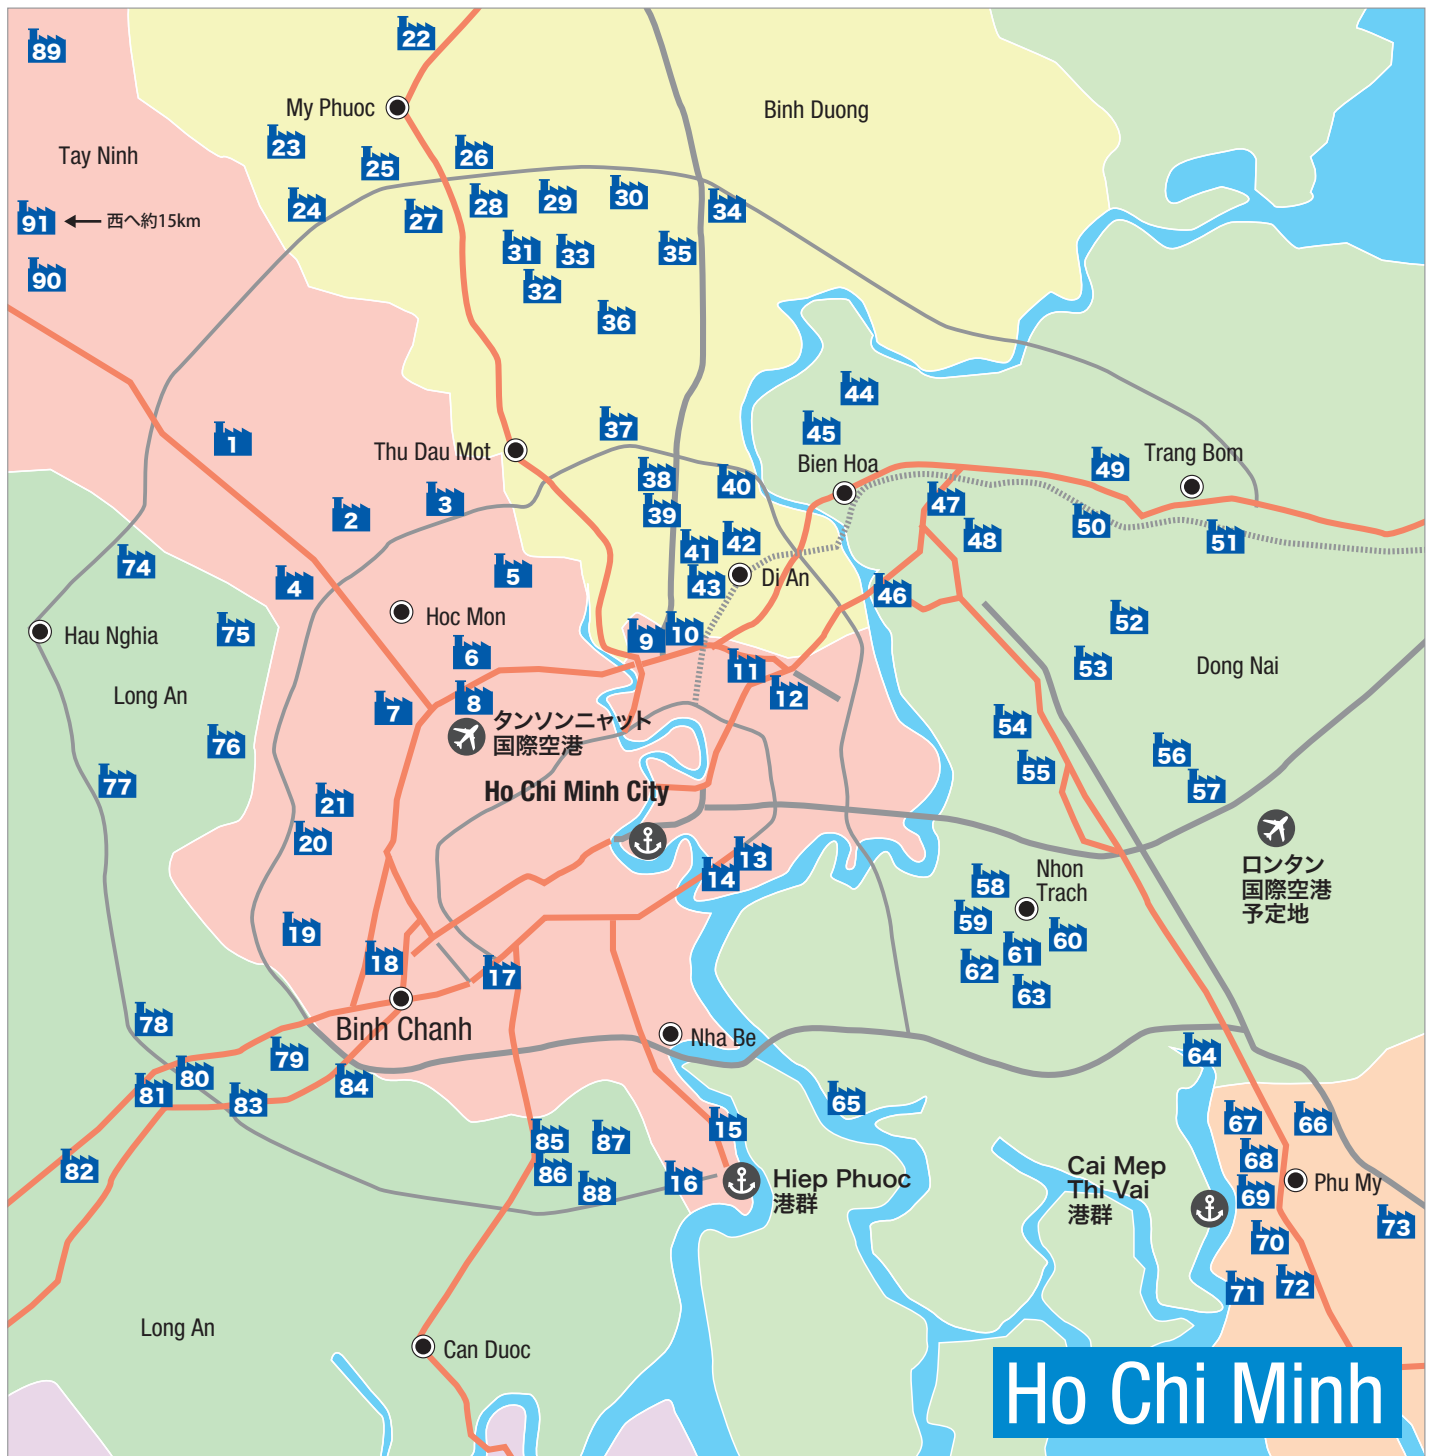 22
89
My Phuoc
Binh Duong
23
26
Tay Ninh
25
24
28
29
30
34
91
西へ約15km
27
31
33
35
90
32
36
44
37
45
1
Thu Dau Mot
Bien Hoa
49
Trang Bom
38
40
3
2
39
47
50
48
51
42
41
74
5
4
43
Di An
46
Hoc Mon
52
Hau Nghia
75
9
10
6
11
53
Dong Nai
Long An
12
8
7
タンソンニャット
国際空港
54
76
56
55
77
57
Ho Chi Minh City
21
20
13
14
ロンタン
国際空港
予定地
Nhon
Trach
58
59
60
19
61
18
17
62
63
78
Binh Chanh
Nha Be
79
64
80
81
84
83
65
15
67
66
85
87
82
86
68
16
88
Hiep Phuoc
港群
Cai Mep
Thi Vai
港群
69
Phu My
73
70
71
72
Long An
Can Duoc
Ho Chi Minh